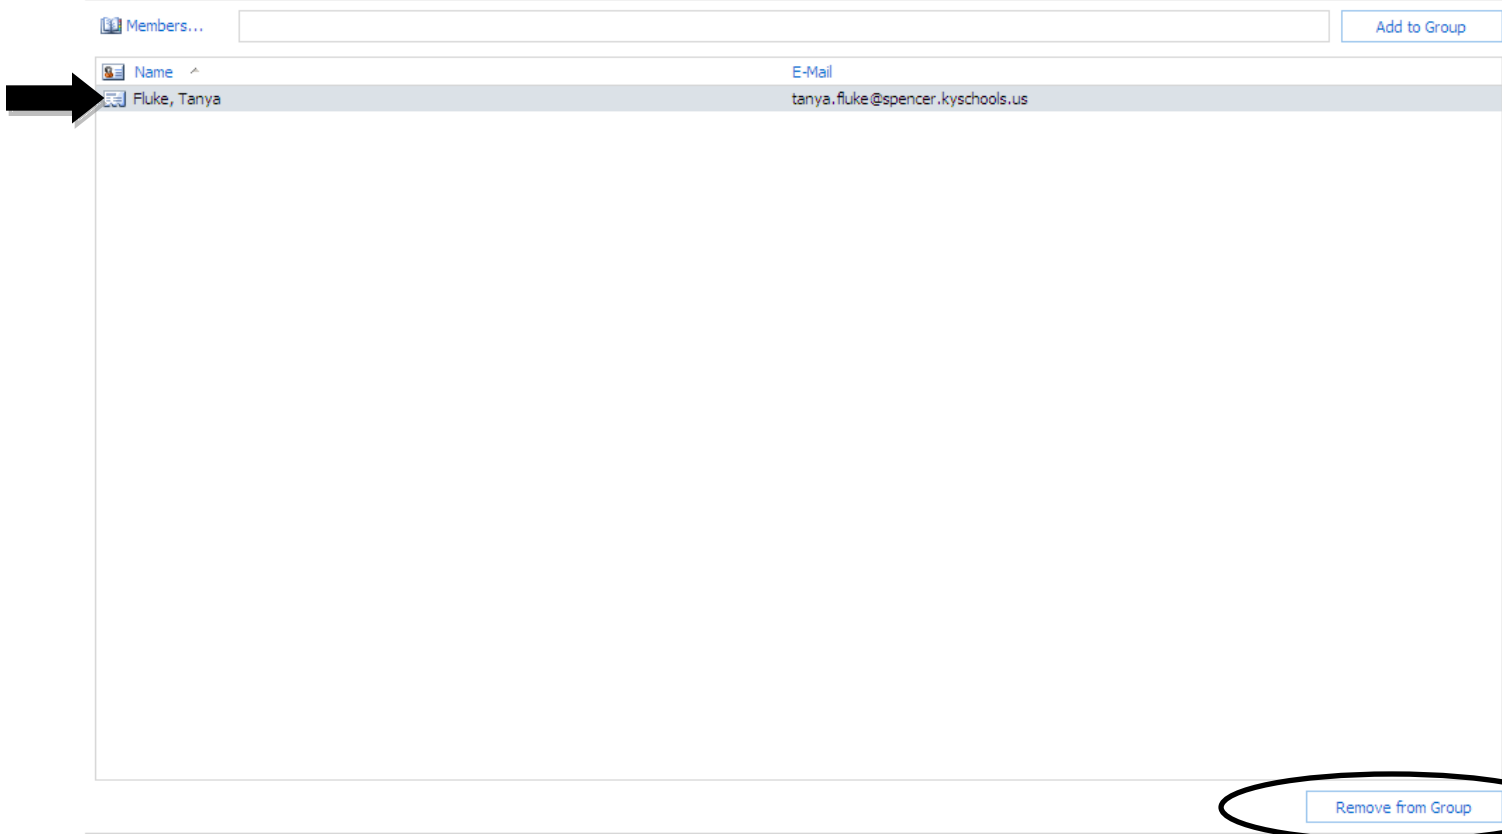 Members... Add to Group
Name E-Mail
Fluke, Tanya tanya.fluke@spencer.kyschools.us
Remove from Group